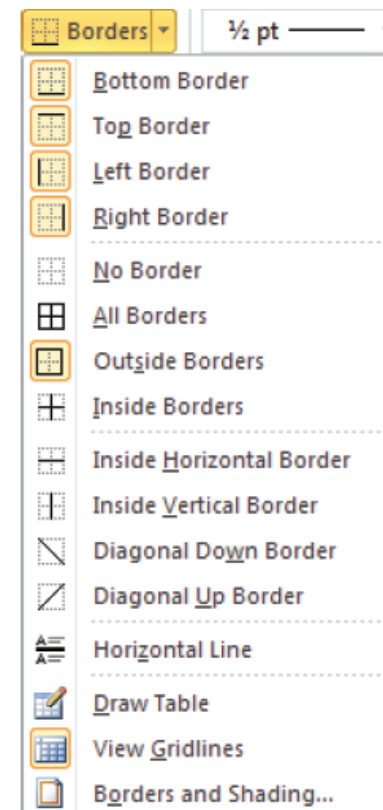 Borders ½ pt
Bottom Border
Top Border
Left Border
Right Border
No Border
All Borders
Outside Borders
Inside Borders
Inside Horizontal Border
Inside Vertical Border
Diagonal Down Border
Diagonal Up Border
Horizontal Line
Draw Table
View Gridlines
Borders and Shading...